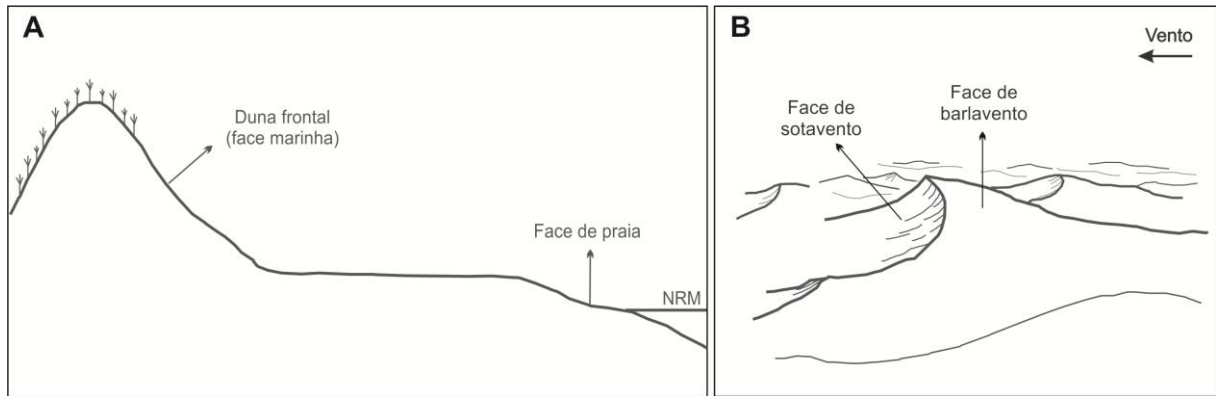 A
Duna frontal
(face marinha)
Face de praia
NRM
B
Vento
Face de
sotavento
Face de
barlavento